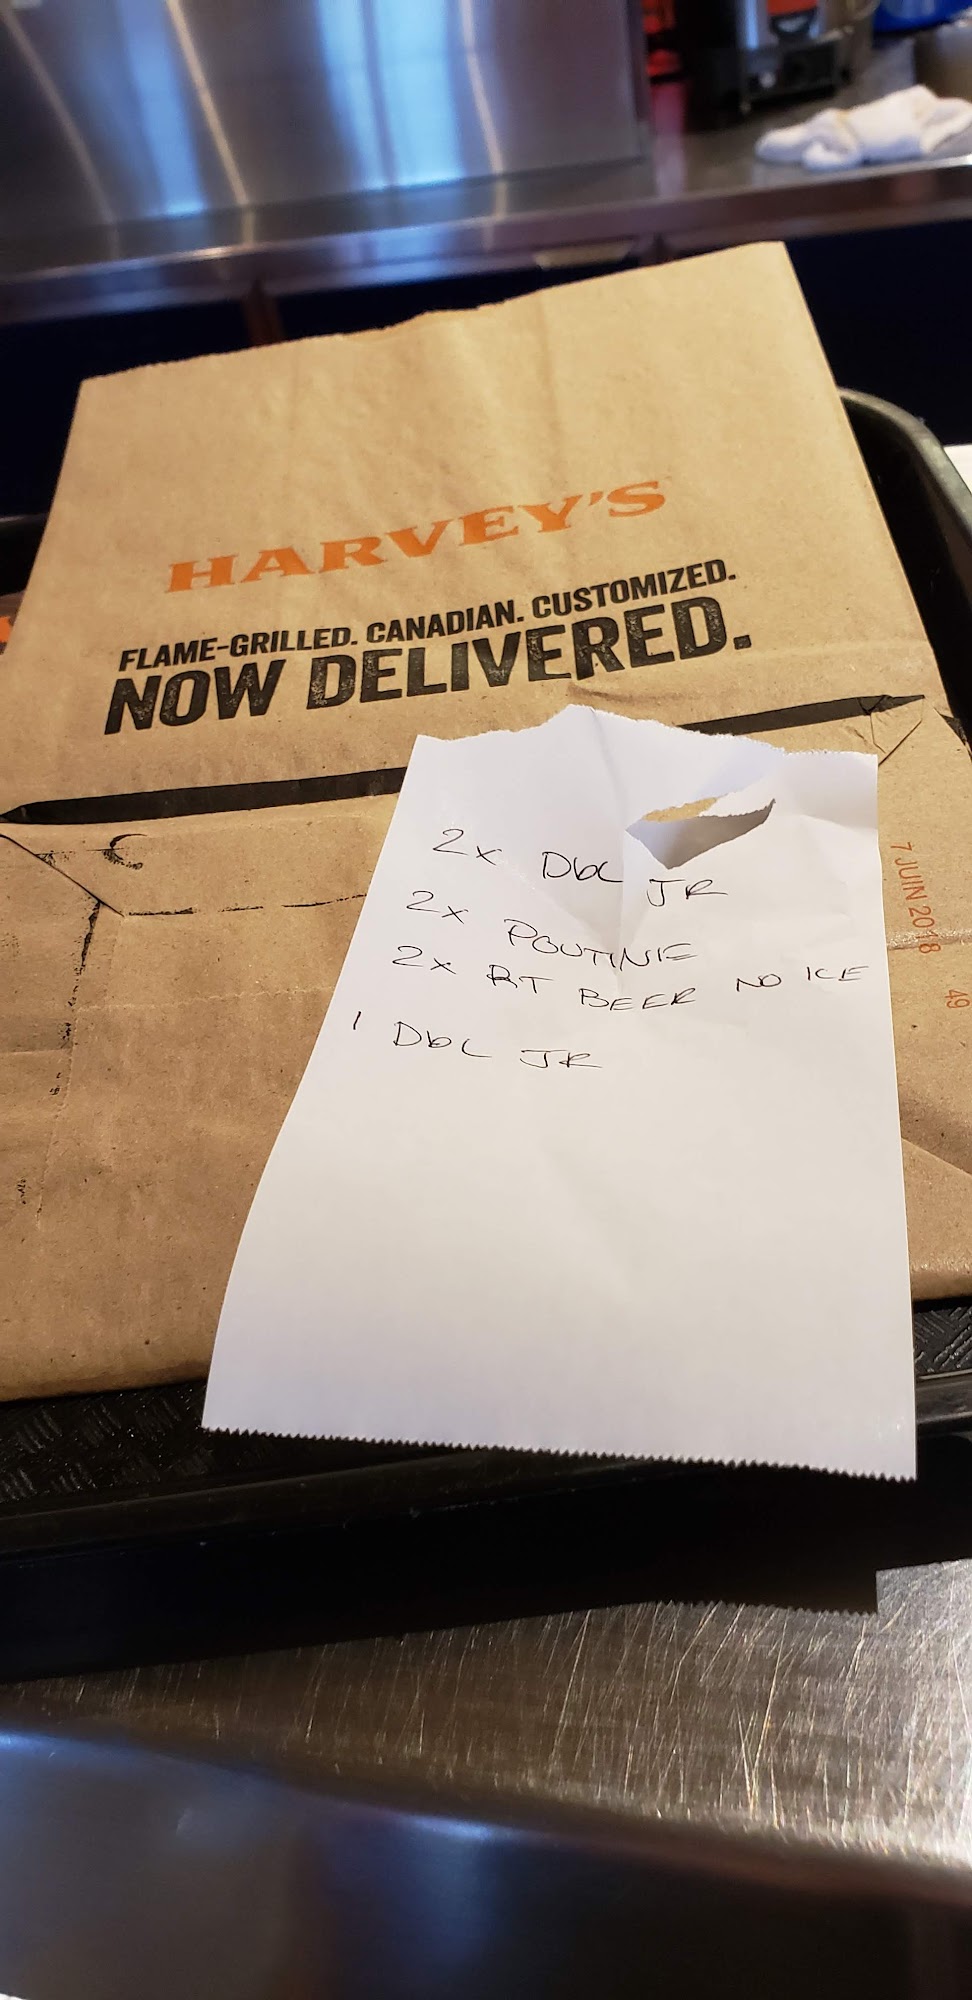 HARVEY'S
FLAME-GRILLED. CANADIAN. CUSTOMIZED.
NOW DELIVERED.
7 JUIN 2018 49
2x DbL JR
2x POUTINE
2x RT BEER NO ICE
1 DbL JR